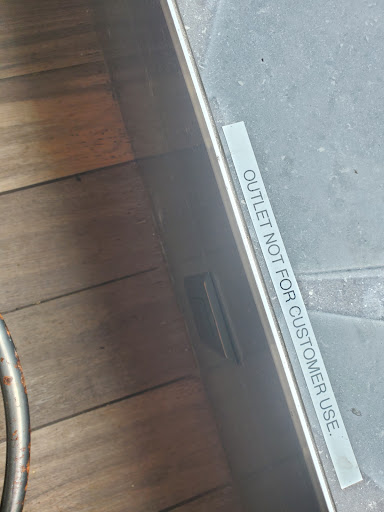 OUTLET NOT FOR CUSTOMER USE.